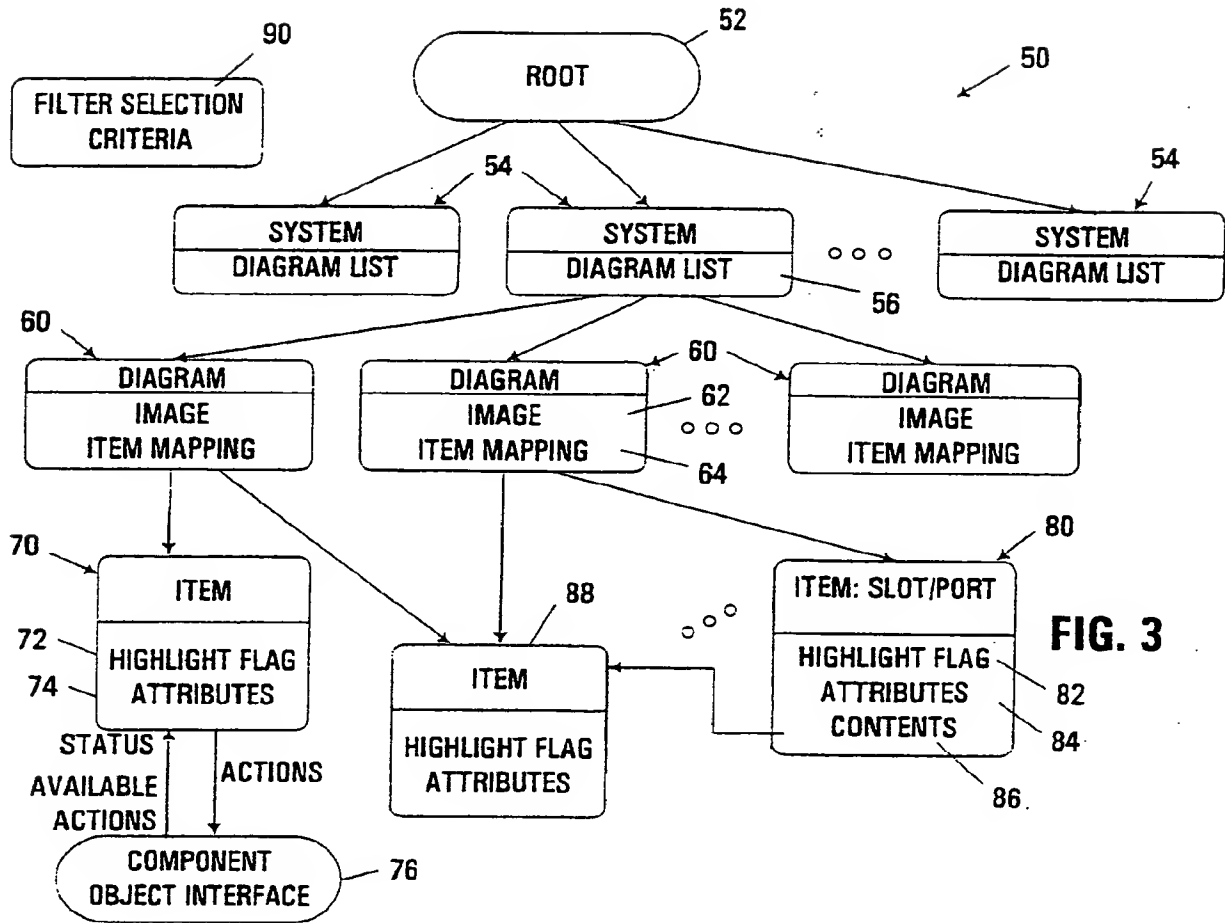 90
52
50
ROOT
FILTER SELECTION
CRITERIA
54
54
SYSTEM
DIAGRAM LIST
SYSTEM
DIAGRAM LIST
SYSTEM
DIAGRAM LIST
56
60
60
DIAGRAM
IMAGE
ITEM MAPPING
DIAGRAM
IMAGE
ITEM MAPPING
62
64
DIAGRAM
IMAGE
ITEM MAPPING
70
ITEM
72
HIGHLIGHT FLAG
74
ATTRIBUTES
88
ITEM
HIGHLIGHT FLAG
ATTRIBUTES
80
ITEM: SLOT/PORT
HIGHLIGHT FLAG
ATTRIBUTES
CONTENTS
82
84
86
FIG. 3
STATUS
AVAILABLE
ACTIONS
ACTIONS
COMPONENT
OBJECT INTERFACE
76